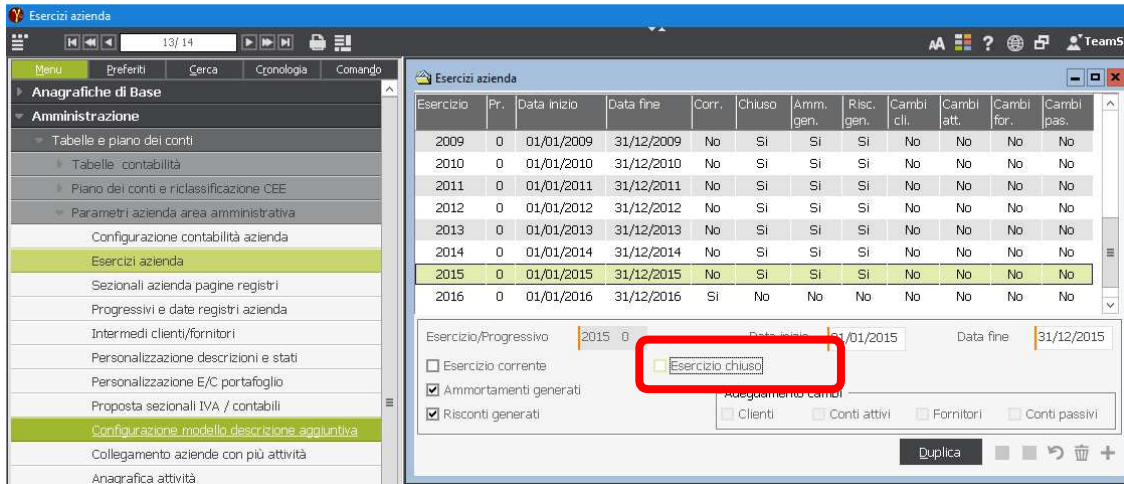 Esercizi azienda
13/ 14
AA ? TeamS
Menu Preferiti Cerca Cronologia Comando
Anagrafiche di Base
Amministrazione
Tabelle e piano dei conti
Tabelle contabilità
Piano dei conti e riclassificazione CEE
Parametri azienda area amministrativa
Configurazione contabilità azienda
Esercizi azienda
Sezionali azienda pagine registri
Progressivi e date registri azienda
Intermedi clienti/fornitori
Personalizzazione descrizioni e stati
Personalizzazione E/C portafoglio
Proposta sezionali IVA / contabili
Configurazione modello descrizione aggiuntiva
Collegamento aziende con più attività
Anagrafica attività
Esercizi azienda
Esercizio Pr. Data inizio Data fine Corr. Chiuso Amm. gen. Risc. gen. Cambi cli. Cambi att. Cambi for. Cambi pas.
2009 0 01/01/2009 31/12/2009 No Si Si Si No No No No
2010 0 01/01/2010 31/12/2010 No Si Si Si No No No No
2011 0 01/01/2011 31/12/2011 No Si Si Si No No No No
2012 0 01/01/2012 31/12/2012 No Si Si Si No No No No
2013 0 01/01/2013 31/12/2013 No Si Si Si No No No No
2014 0 01/01/2014 31/12/2014 No Si Si Si No No No No
2015 0 01/01/2015 31/12/2015 No Si Si Si No No No No
2016 0 01/01/2016 31/12/2016 Si No No No No No No No
Esercizio/Progressivo 2015 0 Data inizio 01/01/2015 Data fine 31/12/2015
Esercizio corrente Esercizio chiuso
Ammortamenti generati Adeguamento cambi
Risconti generati Clienti Conti attivi Fornitori Conti passivi
Duplica